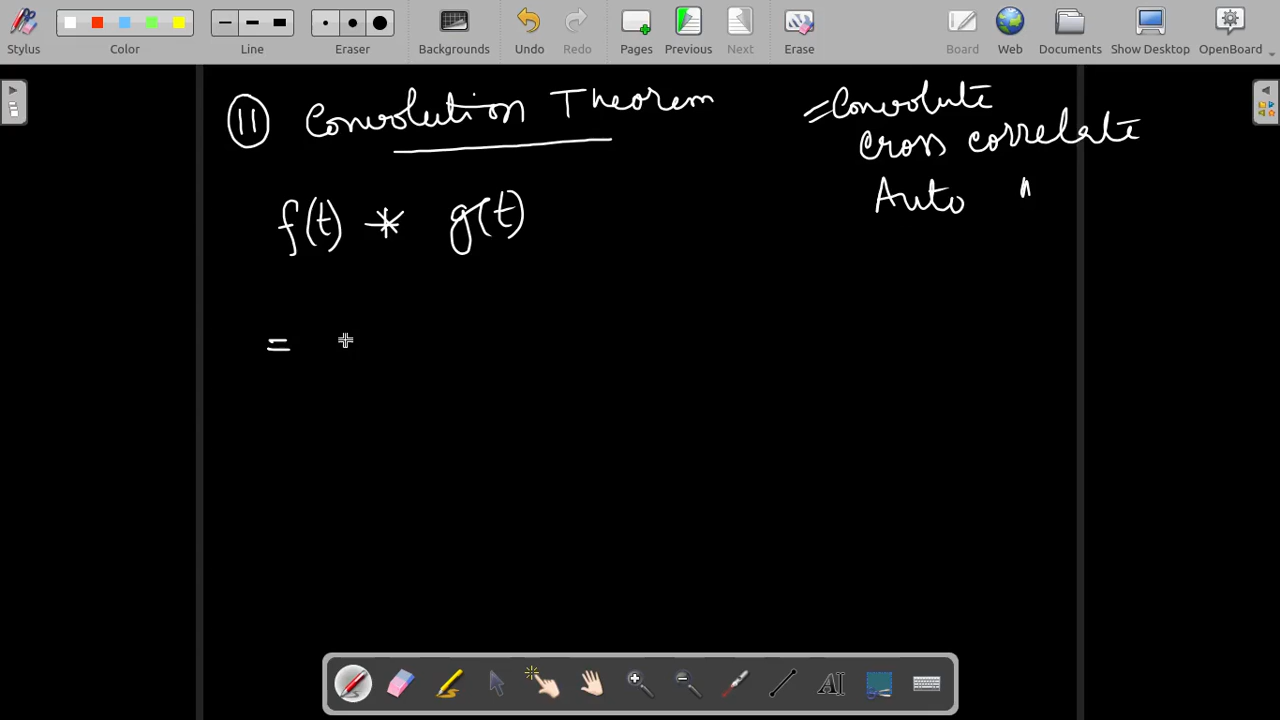 Stylus Color Line Eraser Backgrounds Undo Redo Pages Previous Next Erase Board Web Documents Show Desktop OpenBoard
11 Convolution Theorem
= Convolute
Cross correlate
Auto "
f(t) * g(t)
=
AI